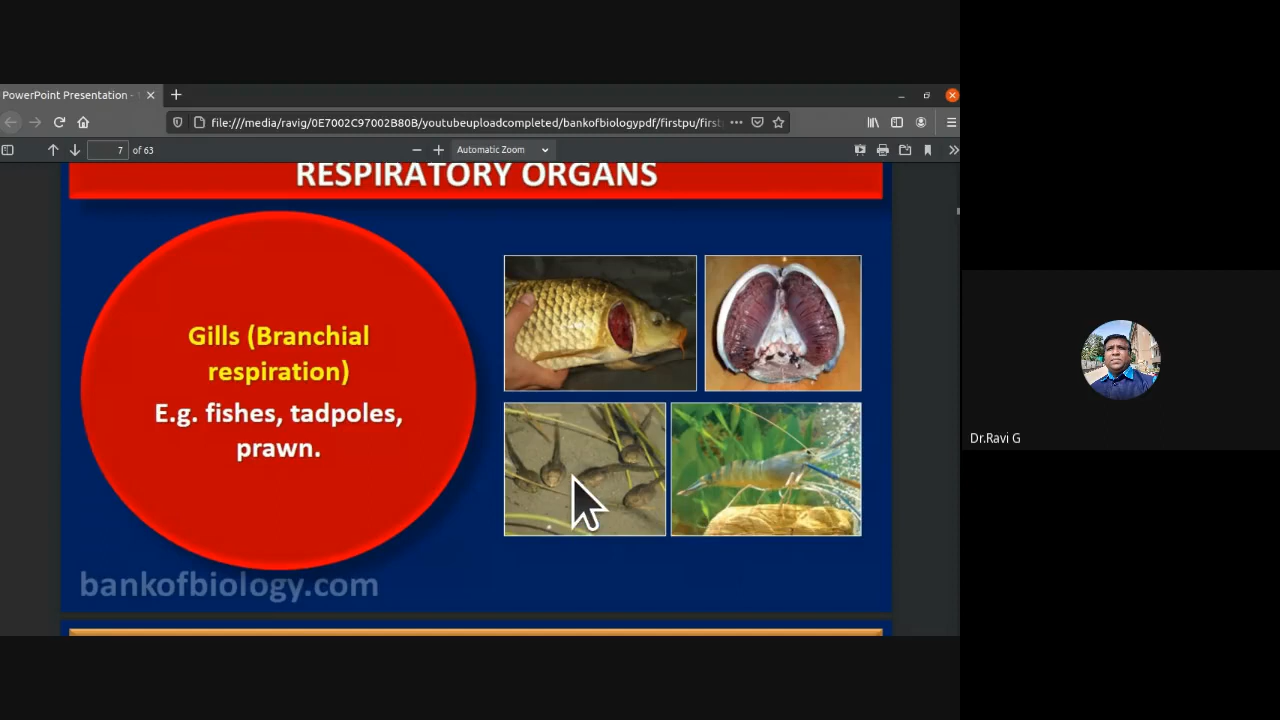 PowerPoint Presentation -
file:///media/ravig/0E7002C97002B80B/youtubeuploadcompleted/bankofbiologypdf/firstpu/first
7 of 63
Automatic Zoom
RESPIRATORY ORGANS
Gills (Branchial
respiration)
E.g. fishes, tadpoles,
prawn.
bankofbiology.com
Dr.Ravi G